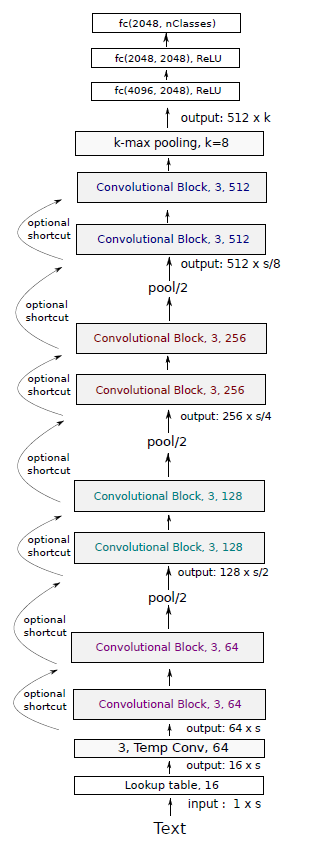 fc(2048, nClasses)
fc(2048, 2048), ReLU
fc(4096, 2048), ReLU
output: 512 x k
k-max pooling, k=8
Convolutional Block, 3, 512
optional
shortcut
Convolutional Block, 3, 512
output: 512 x s/8
pool/2
optional
shortcut
Convolutional Block, 3, 256
optional
shortcut
Convolutional Block, 3, 256
output: 256 x s/4
pool/2
optional
shortcut
Convolutional Block, 3, 128
optional
shortcut
Convolutional Block, 3, 128
output: 128 x s/2
pool/2
optional
shortcut
Convolutional Block, 3, 64
optional
shortcut
Convolutional Block, 3, 64
output: 64 x s
3, Temp Conv, 64
output: 16 x s
Lookup table, 16
input : 1 x s
Text